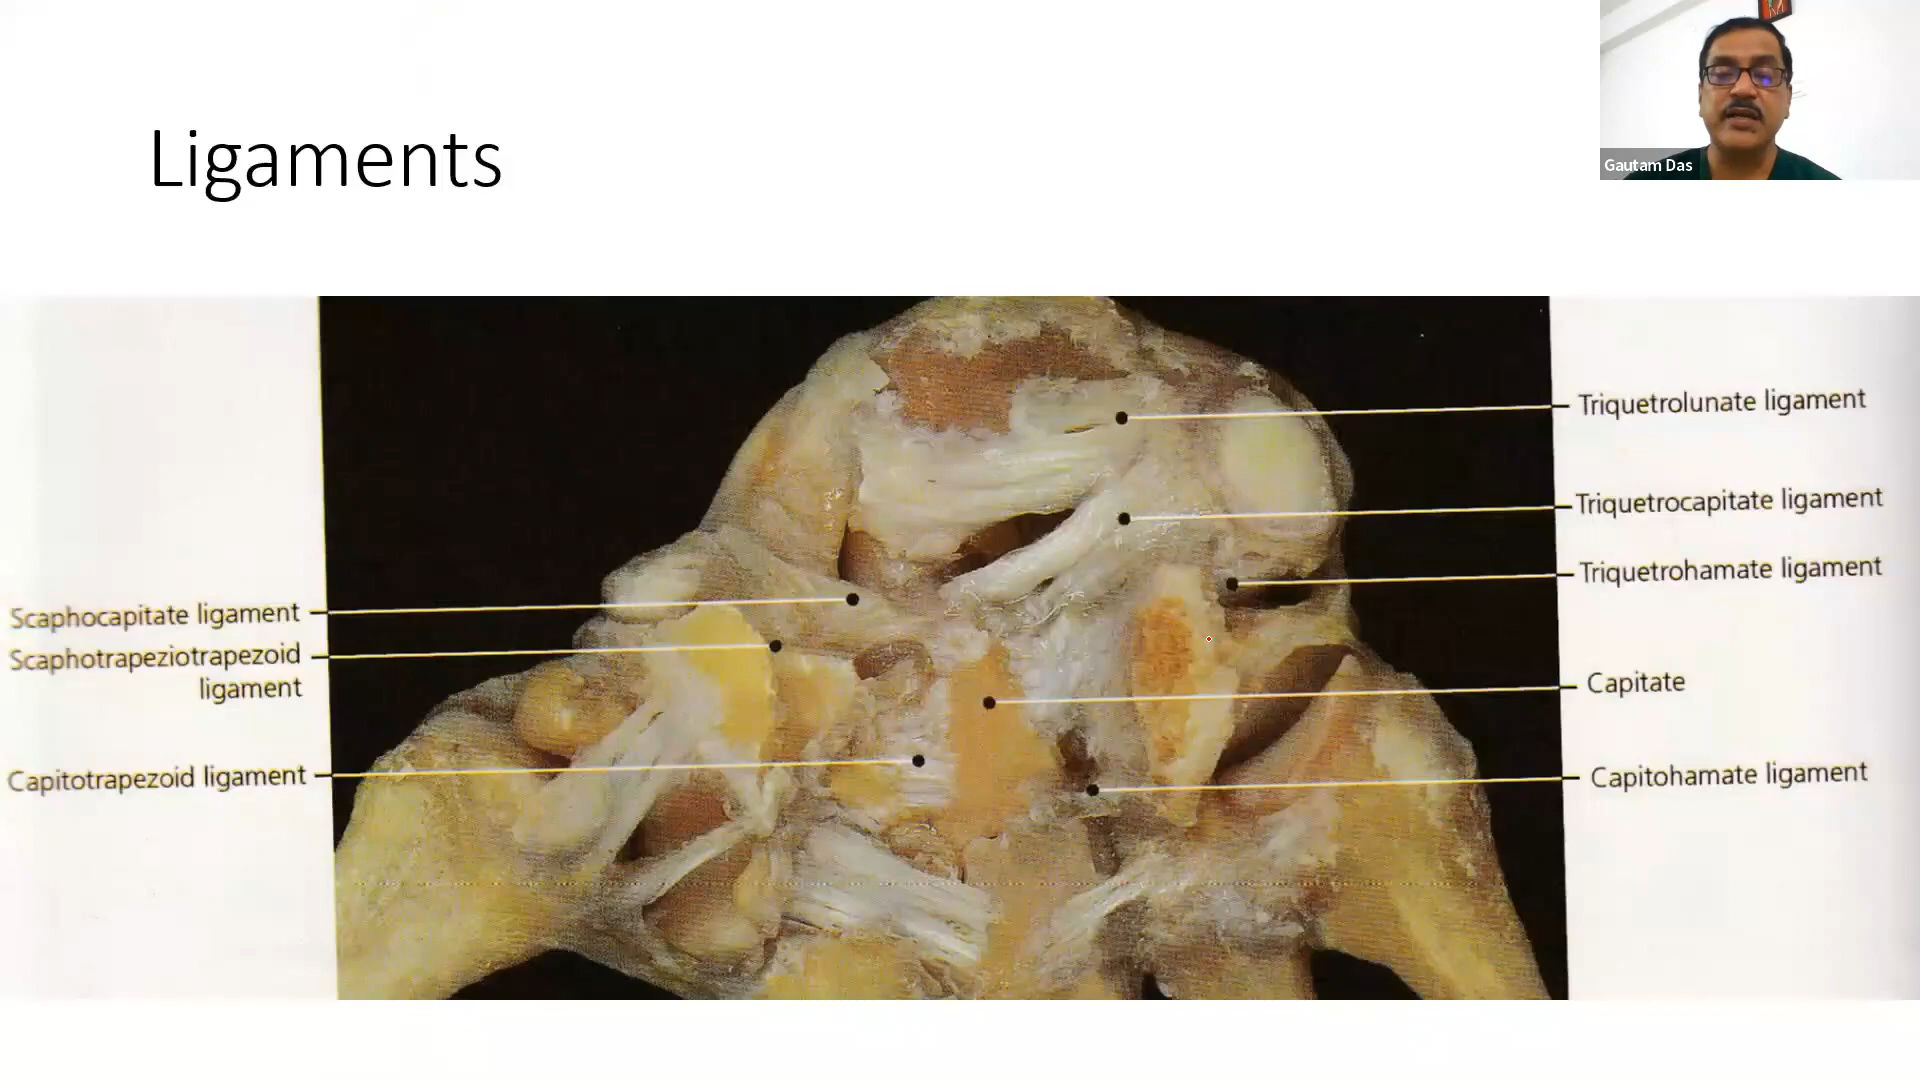 Ligaments
Gautam Das
Triquetrolunate ligament
Triquetrocapitate ligament
Triquetrohamate ligament
Scaphocapitate ligament
Scaphotrapeziotrapezoid
ligament
Capitate
Capitotrapezoid ligament
Capitohamate ligament